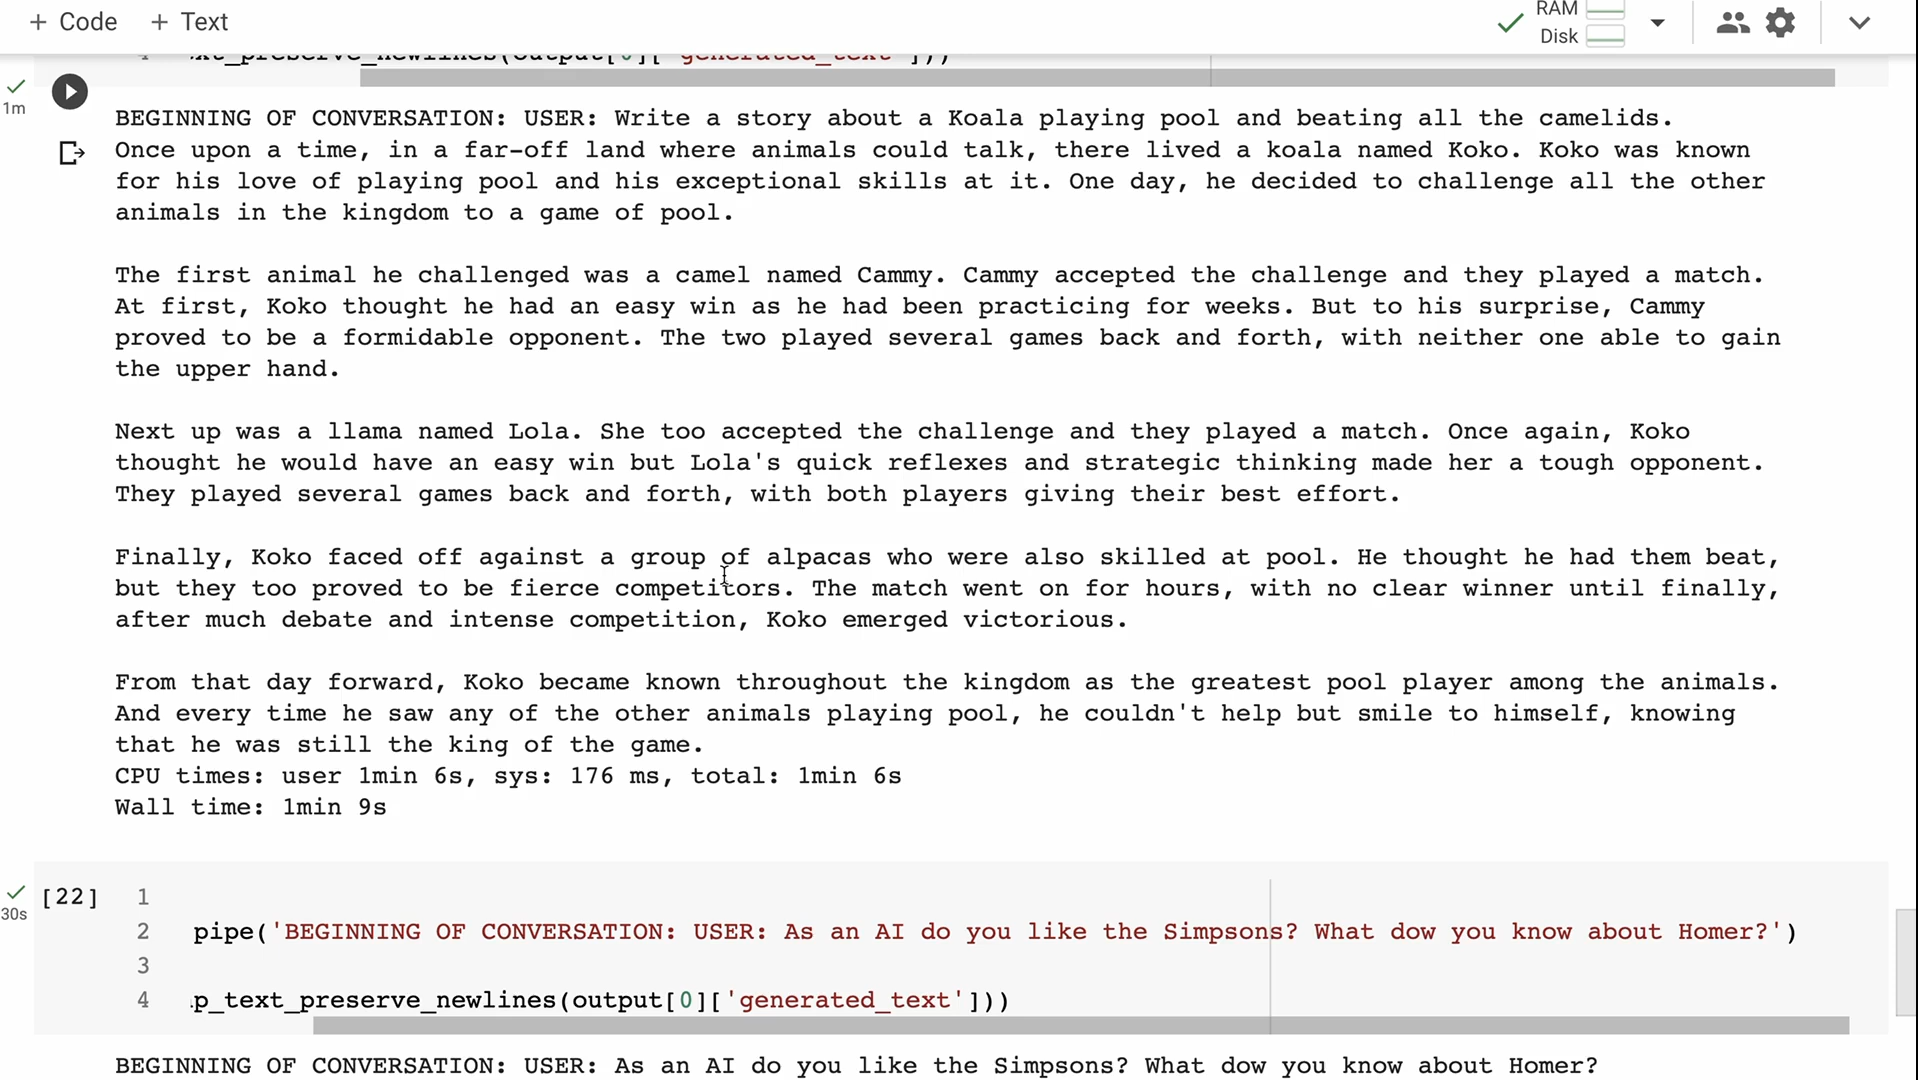 + Code + Text
RAM
Disk
4 xt_preserve_newlines(output[0]['generated_text']))
1m
BEGINNING OF CONVERSATION: USER: Write a story about a Koala playing pool and beating all the camelids.
Once upon a time, in a far-off land where animals could talk, there lived a koala named Koko. Koko was known
for his love of playing pool and his exceptional skills at it. One day, he decided to challenge all the other
animals in the kingdom to a game of pool.
The first animal he challenged was a camel named Cammy. Cammy accepted the challenge and they played a match.
At first, Koko thought he had an easy win as he had been practicing for weeks. But to his surprise, Cammy
proved to be a formidable opponent. The two played several games back and forth, with neither one able to gain
the upper hand.
Next up was a llama named Lola. She too accepted the challenge and they played a match. Once again, Koko
thought he would have an easy win but Lola's quick reflexes and strategic thinking made her a tough opponent.
They played several games back and forth, with both players giving their best effort.
Finally, Koko faced off against a group of alpacas who were also skilled at pool. He thought he had them beat,
but they too proved to be fierce competitors. The match went on for hours, with no clear winner until finally,
after much debate and intense competition, Koko emerged victorious.
From that day forward, Koko became known throughout the kingdom as the greatest pool player among the animals.
And every time he saw any of the other animals playing pool, he couldn't help but smile to himself, knowing
that he was still the king of the game.
CPU times: user 1min 6s, sys: 176 ms, total: 1min 6s
Wall time: 1min 9s
[22] 1
30s
2 pipe('BEGINNING OF CONVERSATION: USER: As an AI do you like the Simpsons? What dow you know about Homer?')
3
4 p_text_preserve_newlines(output[0]['generated_text']))
BEGINNING OF CONVERSATION: USER: As an AI do you like the Simpsons? What dow you know about Homer?